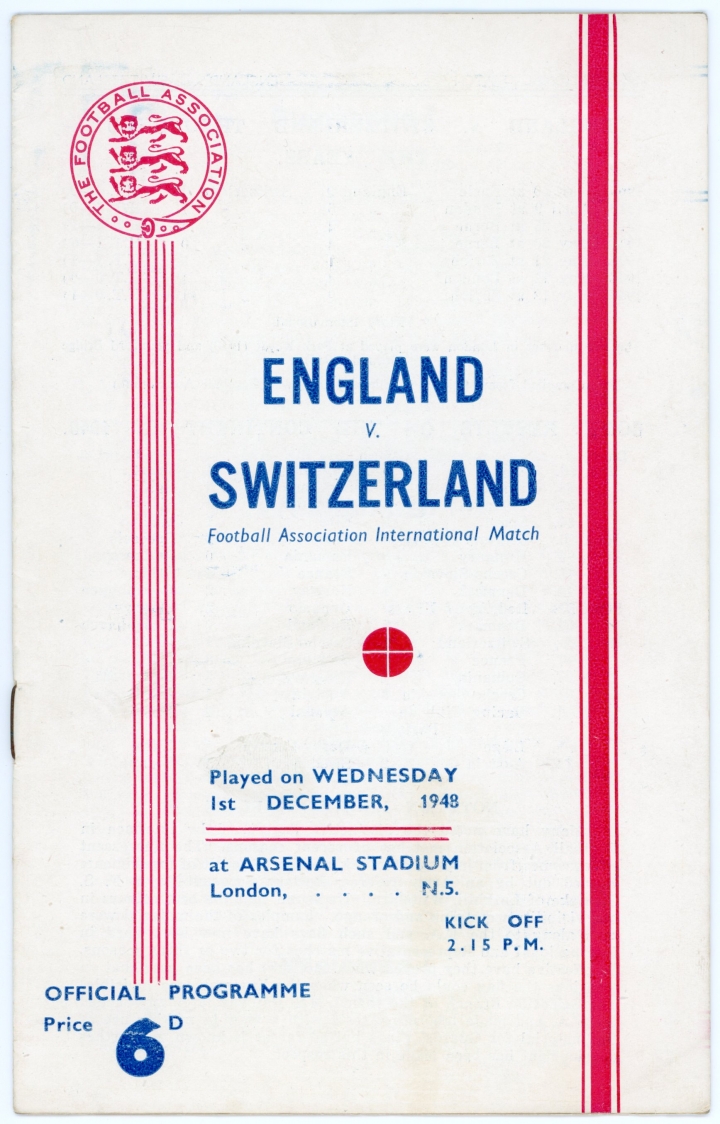 THE FOOTBALL ASSOCIATION
ENGLAND
v.
SWITZERLAND
Football Association International Match
Played on WEDNESDAY
1st DECEMBER, 1948
at ARSENAL STADIUM
London, . . . . N.5.
KICK OFF
2.15 P.M.
OFFICIAL PROGRAMME
Price 6D